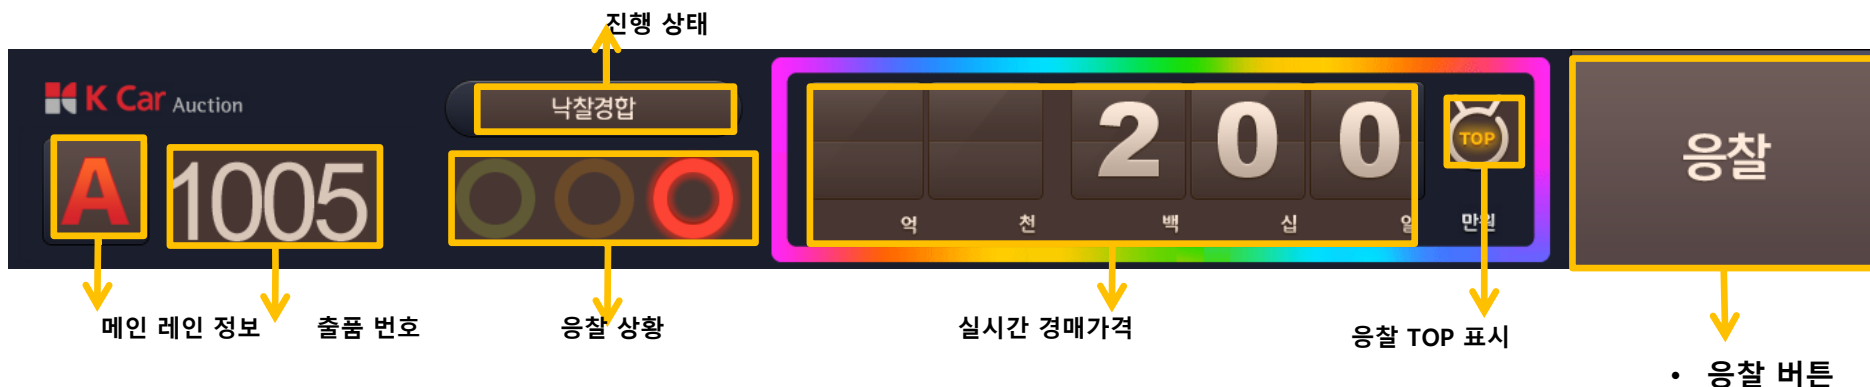 진행 상태
K Car Auction
낙찰경합
A
1005
2 0 0
TOP
억 천 백 십 일 만원
응찰
메인 레인 정보
출품 번호
응찰 상황
실시간 경매가격
응찰 TOP 표시
• 응찰 버튼